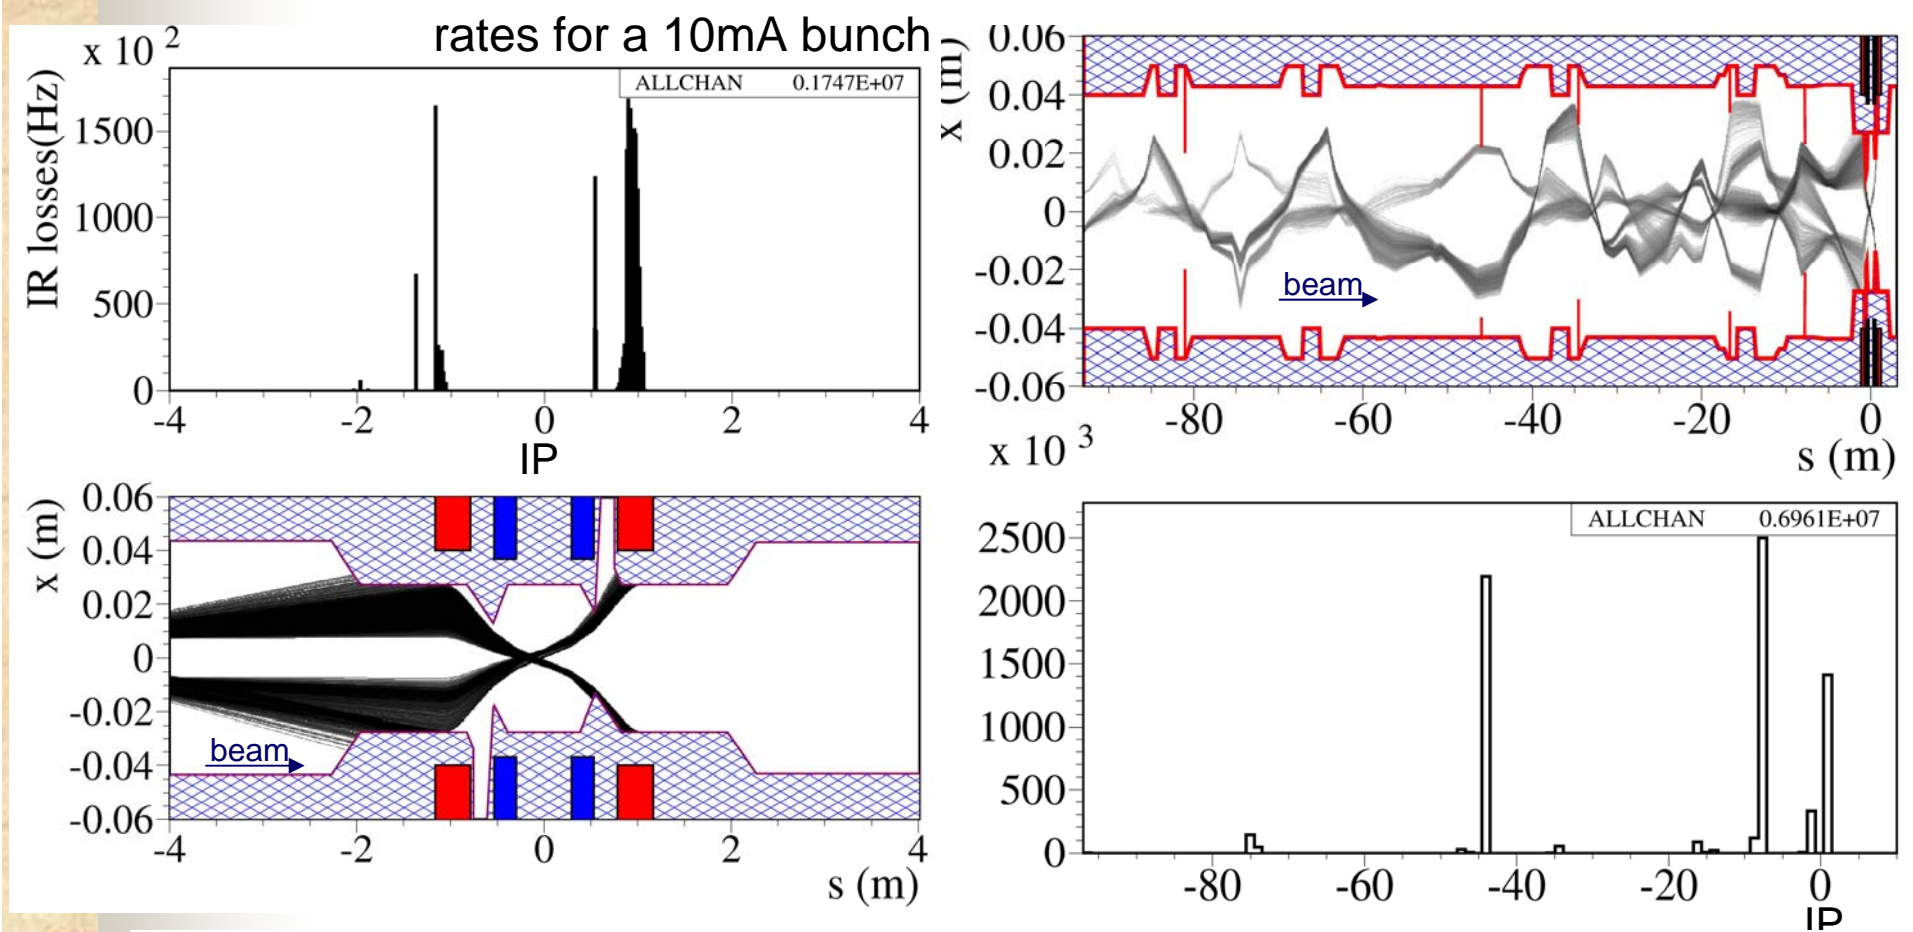 rates for a 10mA bunch
x 10 2
IR losses(Hz)
ALLCHAN 0.1747E+07
1500
1000
500
0
-4 -2 0 2 4
IP
x (m)
0.06
0.04
0.02
0
-0.02
-0.04
-0.06
beam
-80 -60 -40 -20 0
s (m)
x (m)
0.06
0.04
0.02
0
-0.02
-0.04
-0.06
beam
-4 -2 0 2 4
s (m)
x 10 3
ALLCHAN 0.6961E+07
2500
2000
1500
1000
500
0
-80 -60 -40 -20 0
IP